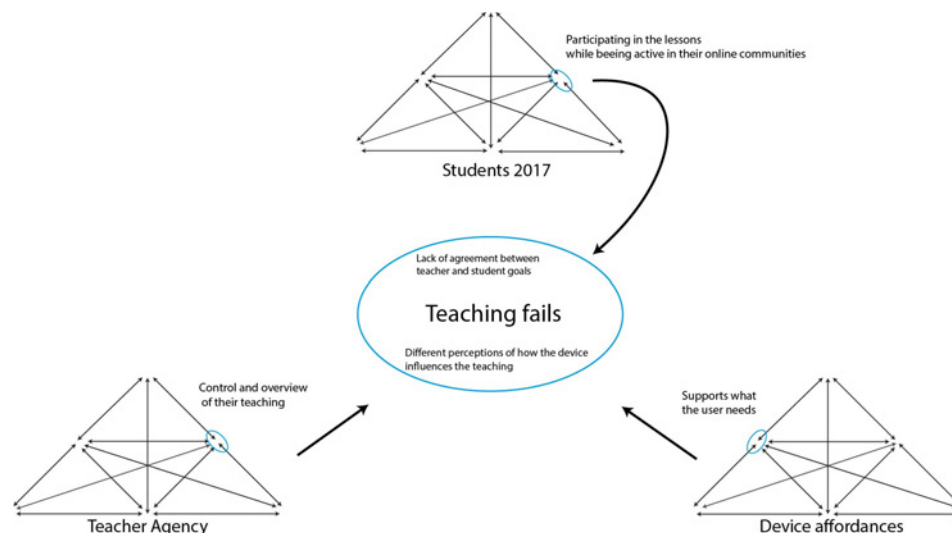 Participating in the lessons
while beeing active in their online communities
Students 2017
Lack of agreement between
teacher and student goals
Teaching fails
Different perceptions of how the device
influences the teaching
Control and overview
of their teaching
Teacher Agency
Supports what
the user needs
Device affordances